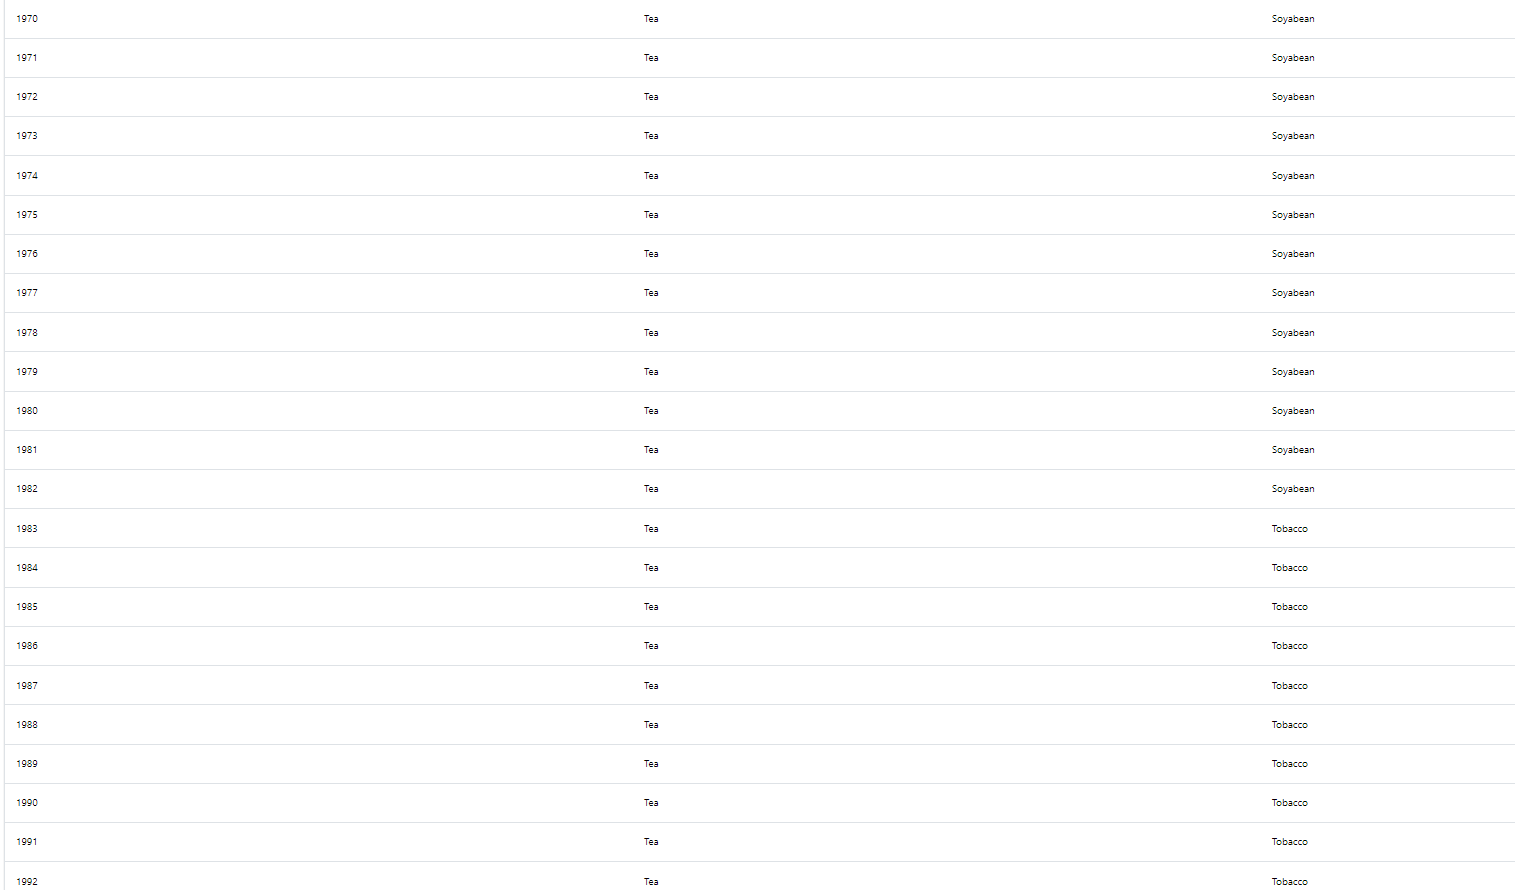 1970 Tea Soyabean
1971 Tea Soyabean
1972 Tea Soyabean
1973 Tea Soyabean
1974 Tea Soyabean
1975 Tea Soyabean
1976 Tea Soyabean
1977 Tea Soyabean
1978 Tea Soyabean
1979 Tea Soyabean
1980 Tea Soyabean
1981 Tea Soyabean
1982 Tea Soyabean
1983 Tea Tobacco
1984 Tea Tobacco
1985 Tea Tobacco
1986 Tea Tobacco
1987 Tea Tobacco
1988 Tea Tobacco
1989 Tea Tobacco
1990 Tea Tobacco
1991 Tea Tobacco
1992 Tea Tobacco